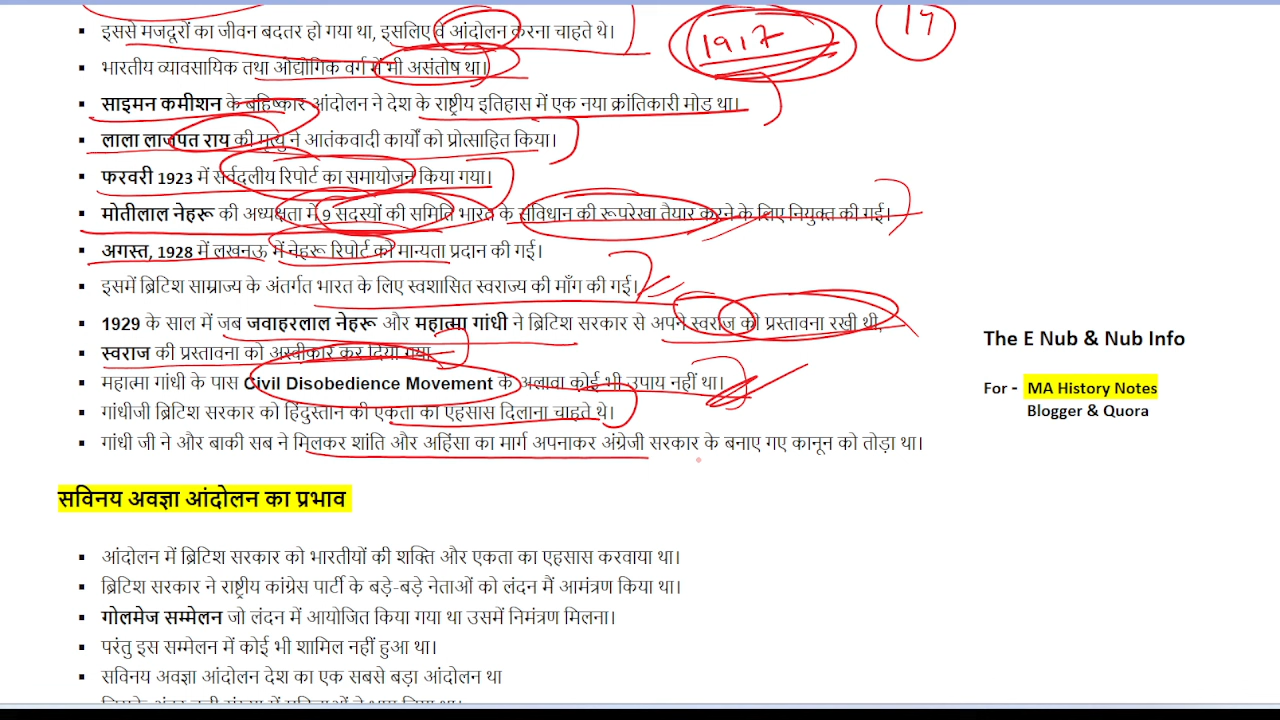 इससे मजदूरों का जीवन बदतर हो गया था, इसलिए वे आंदोलन करना चाहते थे।
1917
19
भारतीय व्यावसायिक तथा ओद्योगिक वर्ग में भी असंतोष था।
साइमन कमीशन के बहिष्कार आंदोलन ने देश के राष्ट्रीय इतिहास में एक नया क्रांतिकारी मोड था।
लाला लाजपत राय की मृत्यु ने आतंकवादी कार्यों को प्रोत्साहित किया।
फरवरी 1923 में सर्वदलीय रिपोर्ट का समायोजन किया गया।
मोतीलाल नेहरू की अध्यक्षता में 9 सदस्यों की समिति भारत के संविधान की रूपरेखा तैयार करने के लिए नियुक्त की गई।
अगस्त, 1928 में लखनऊ में नेहरू रिपोर्ट को मान्यता प्रदान की गई।
इसमें ब्रिटिश साम्राज्य के अंतर्गत भारत के लिए स्वशासित स्वराज्य की माँग की गई।
1929 के साल में जब जवाहरलाल नेहरू और महात्मा गांधी ने ब्रिटिश सरकार से अपने स्वराज की प्रस्तावना रखी थी,
स्वराज की प्रस्तावना को अस्वीकार कर दिया गया
महात्मा गांधी के पास Civil Disobedience Movement के अलावा कोई भी उपाय नहीं था।
गांधीजी ब्रिटिश सरकार को हिंदुस्तान की एकता का एहसास दिलाना चाहते थे।
गांधी जी ने और बाकी सब ने मिलकर शांति और अहिंसा का मार्ग अपनाकर अंग्रेजी सरकार के बनाए गए कानून को तोड़ा था।
The E Nub & Nub Info
For - MA History Notes
Blogger & Quora
सविनय अवज्ञा आंदोलन का प्रभाव
आंदोलन में ब्रिटिश सरकार को भारतीयों की शक्ति और एकता का एहसास करवाया था।
ब्रिटिश सरकार ने राष्ट्रीय कांग्रेस पार्टी के बड़े-बड़े नेताओं को लंदन मैं आमंत्रण किया था।
गोलमेज सम्मेलन जो लंदन में आयोजित किया गया था उसमें निमंत्रण मिलना।
परंतु इस सम्मेलन में कोई भी शामिल नहीं हुआ था।
सविनय अवज्ञा आंदोलन देश का एक सबसे बड़ा आंदोलन था